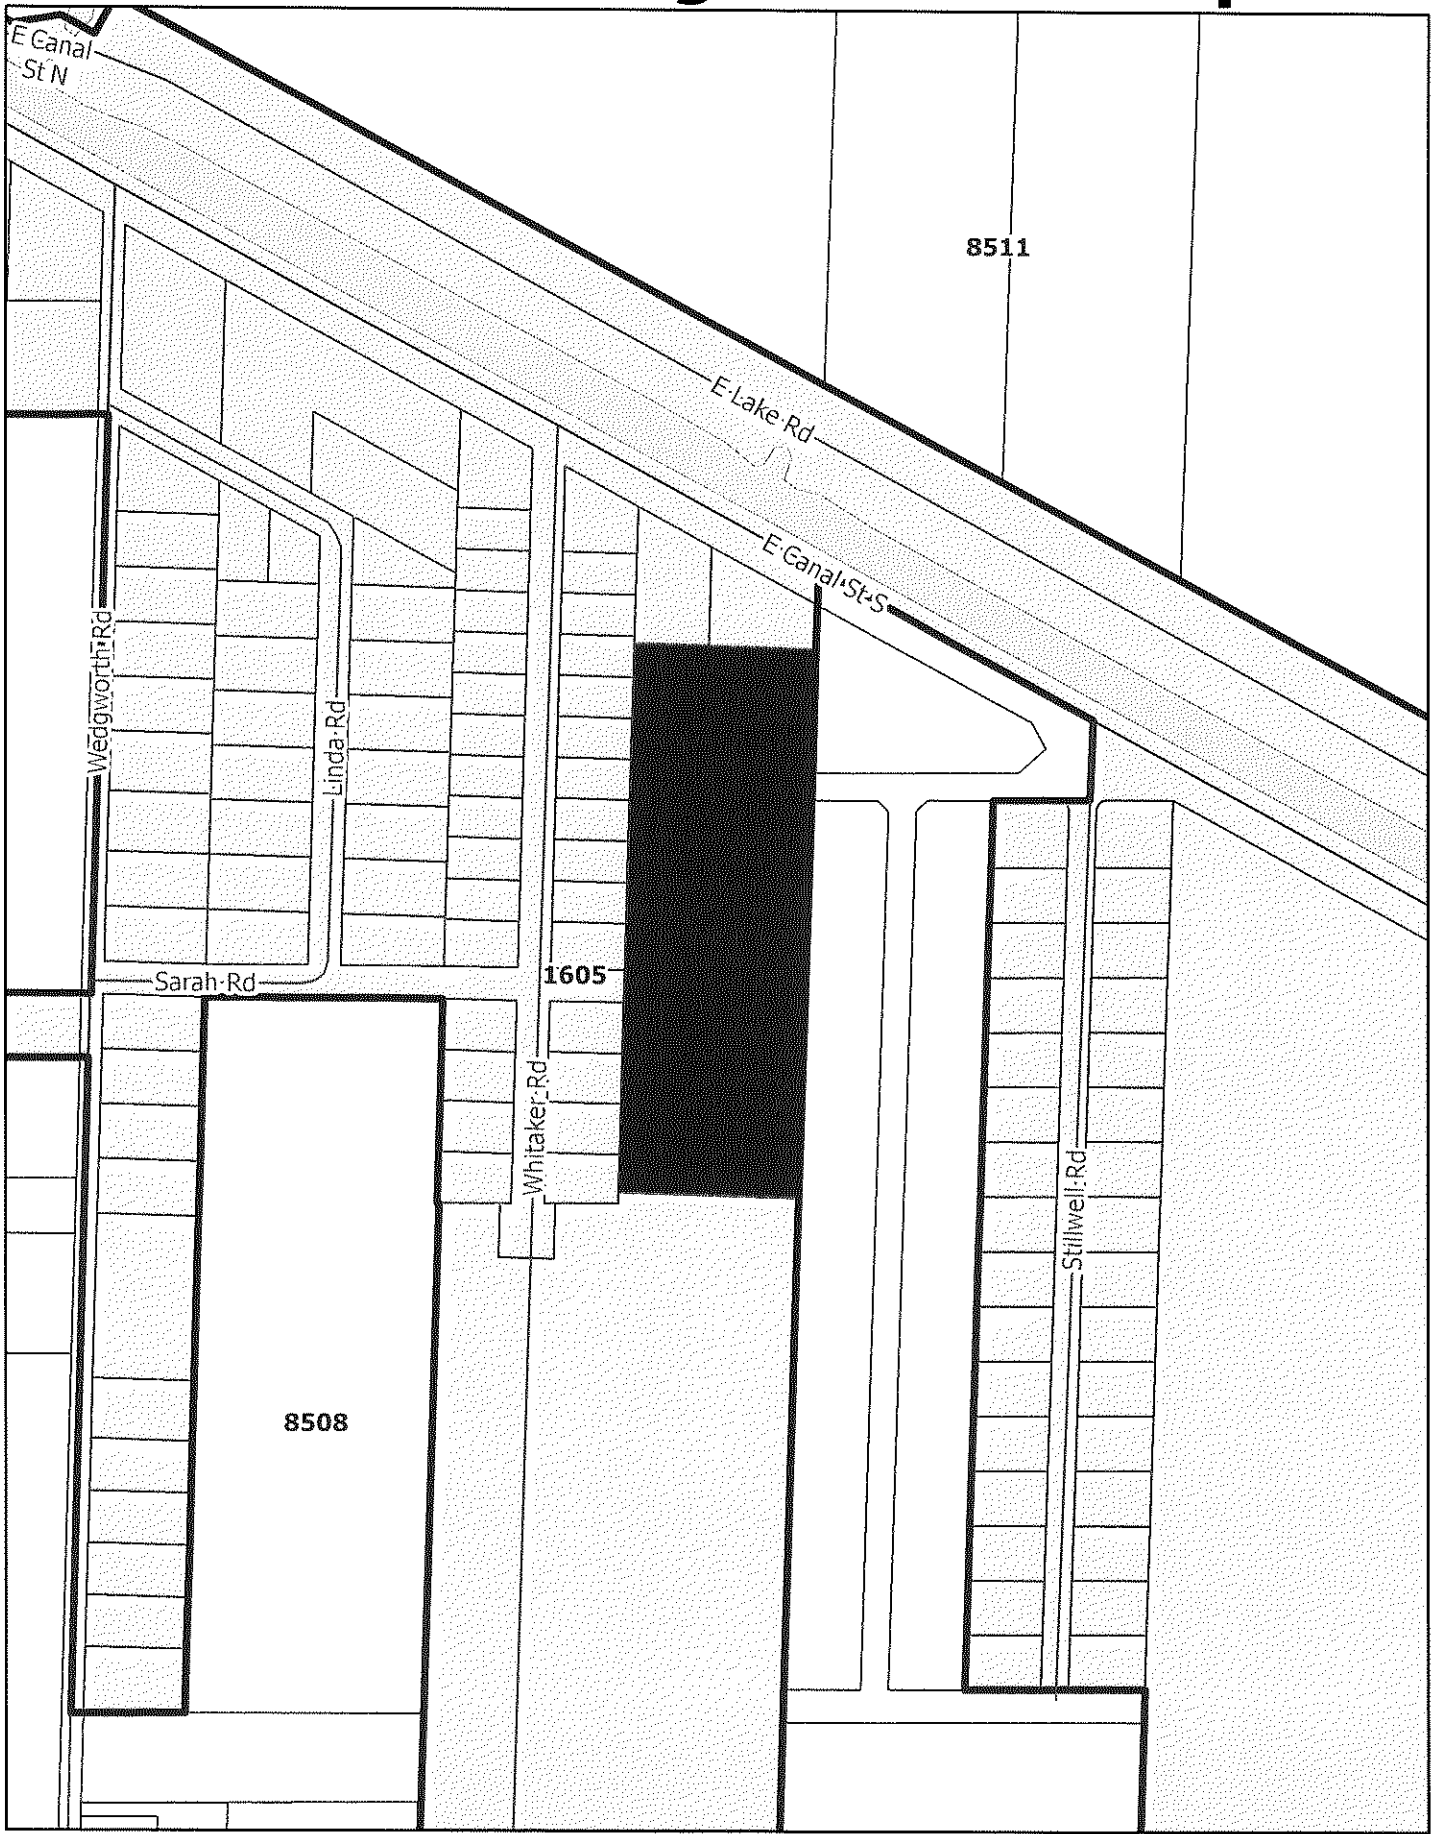 E Canal
St N
8511
E Lake Rd
E Canal St S
Wedgworth Rd
Linda Rd
Sarah Rd
1605
Whitaker Rd
Stillwell Rd
8508